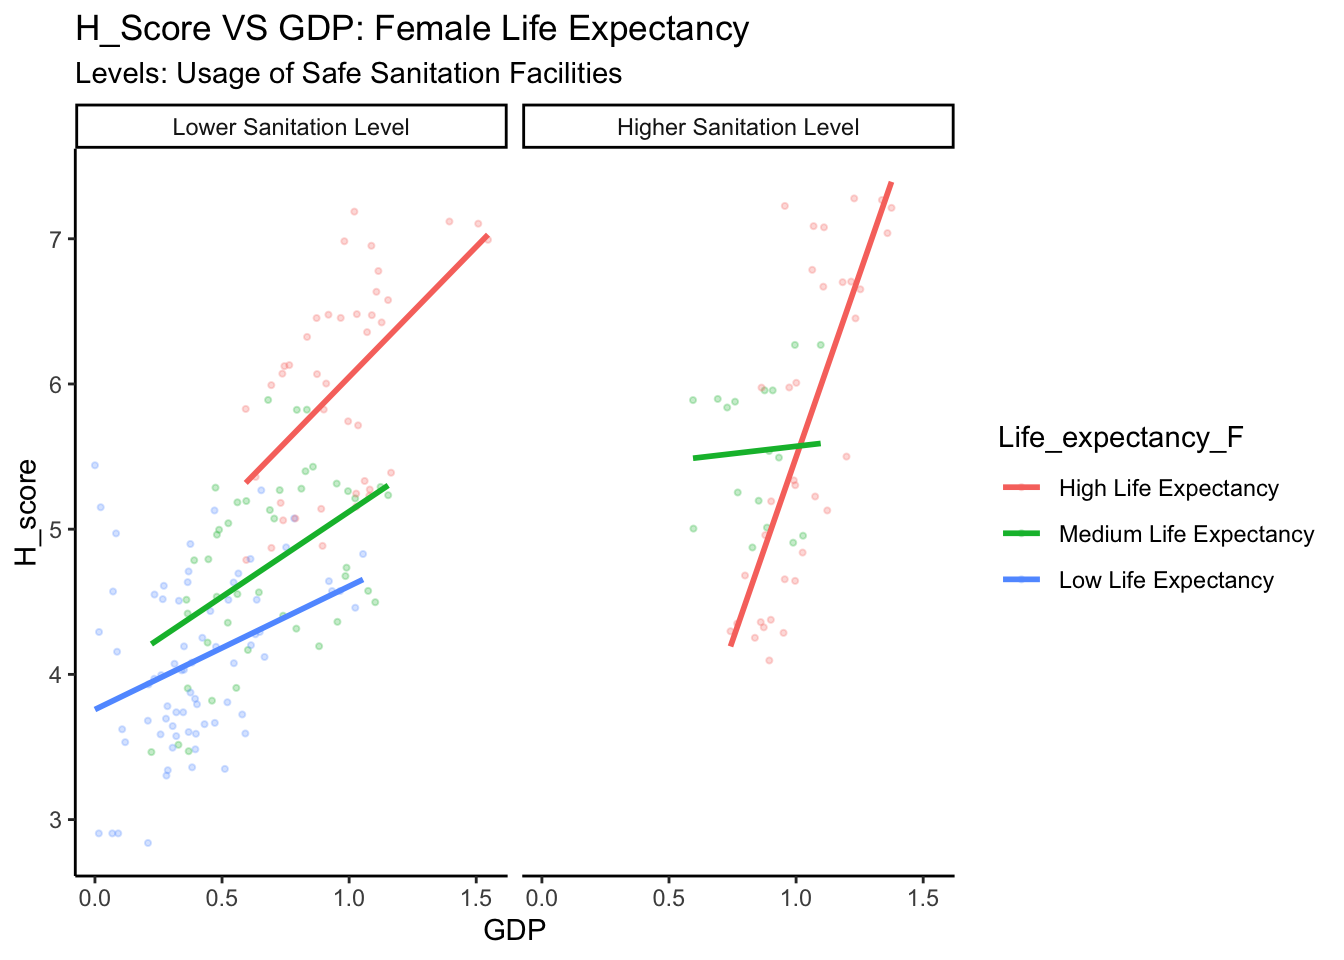 H_Score VS GDP: Female Life Expectancy
Levels: Usage of Safe Sanitation Facilities
Lower Sanitation Level
Higher Sanitation Level
H_score
7
6
5
4
3
0.0 0.5 1.0 1.5
0.0 0.5 1.0 1.5
GDP
Life_expectancy_F
High Life Expectancy
Medium Life Expectancy
Low Life Expectancy